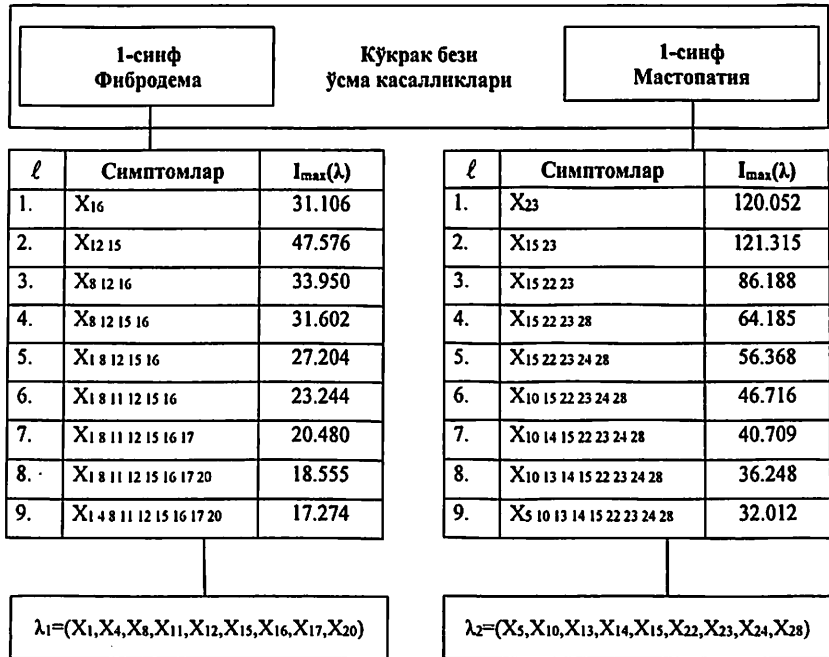 1-синф
Фибродема
Кўкрак бези
ўсма касалликлари
1-синф
Мастопатия
ℓ Симптомлар Imax(λ)
1. X16 31.106
2. X12 15 47.576
3. X8 12 16 33.950
4. X8 12 15 16 31.602
5. X1 8 12 15 16 27.204
6. X1 8 11 12 15 16 23.244
7. X1 8 11 12 15 16 17 20.480
8. X1 8 11 12 15 16 17 20 18.555
9. X1 4 8 11 12 15 16 17 20 17.274
λ1=(X1,X4,X8,X11,X12,X15,X16,X17,X20)
ℓ Симптомлар Imax(λ)
1. X23 120.052
2. X15 23 121.315
3. X15 22 23 86.188
4. X15 22 23 28 64.185
5. X15 22 23 24 28 56.368
6. X10 15 22 23 24 28 46.716
7. X10 14 15 22 23 24 28 40.709
8. X10 13 14 15 22 23 24 28 36.248
9. X5 10 13 14 15 22 23 24 28 32.012
λ2=(X5,X10,X13,X14,X15,X22,X23,X24,X28)